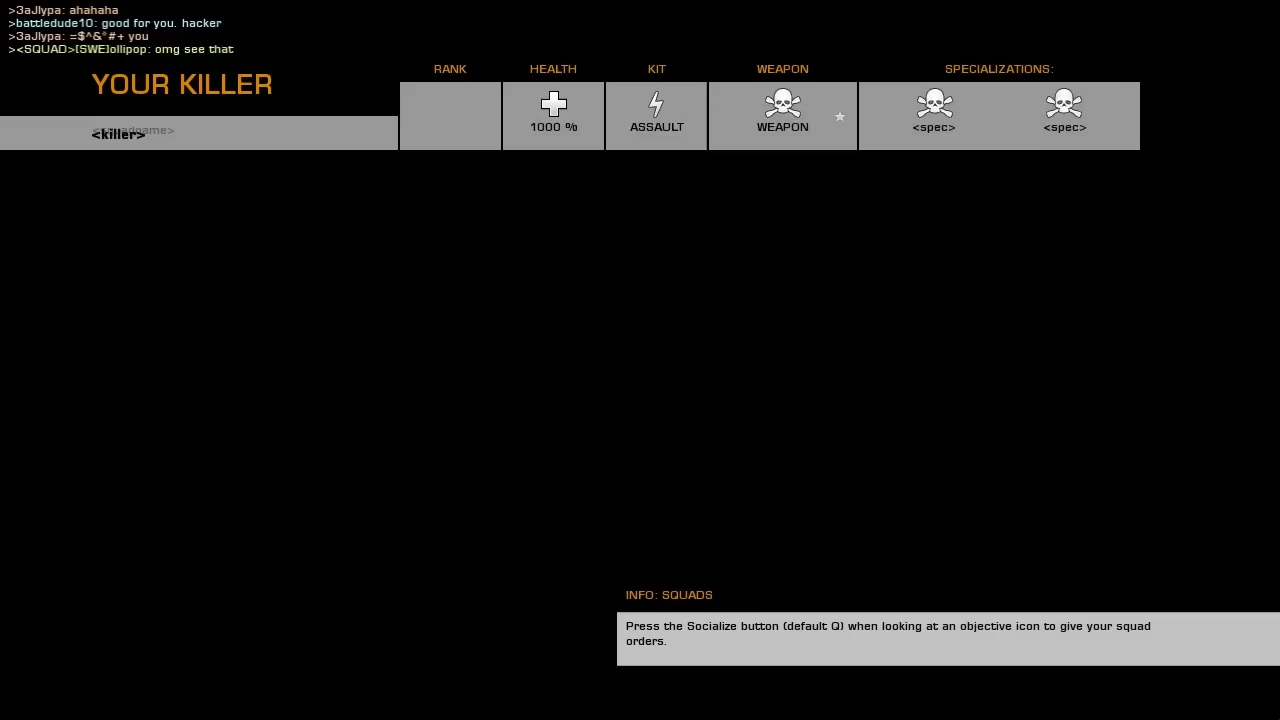 >3aJlypa: ahahaha
>battledude10: good for you. hacker
>3aJlypa: =$^&*#+ you
><SQUAD>[SWE]ollipop: omg see that
YOUR KILLER
RANK HEALTH KIT WEAPON SPECIALIZATIONS:
<killer>
1000 % ASSAULT WEAPON <spec> <spec>
INFO: SQUADS
Press the Socialize button (default Q) when looking at an objective icon to give your squad
orders.